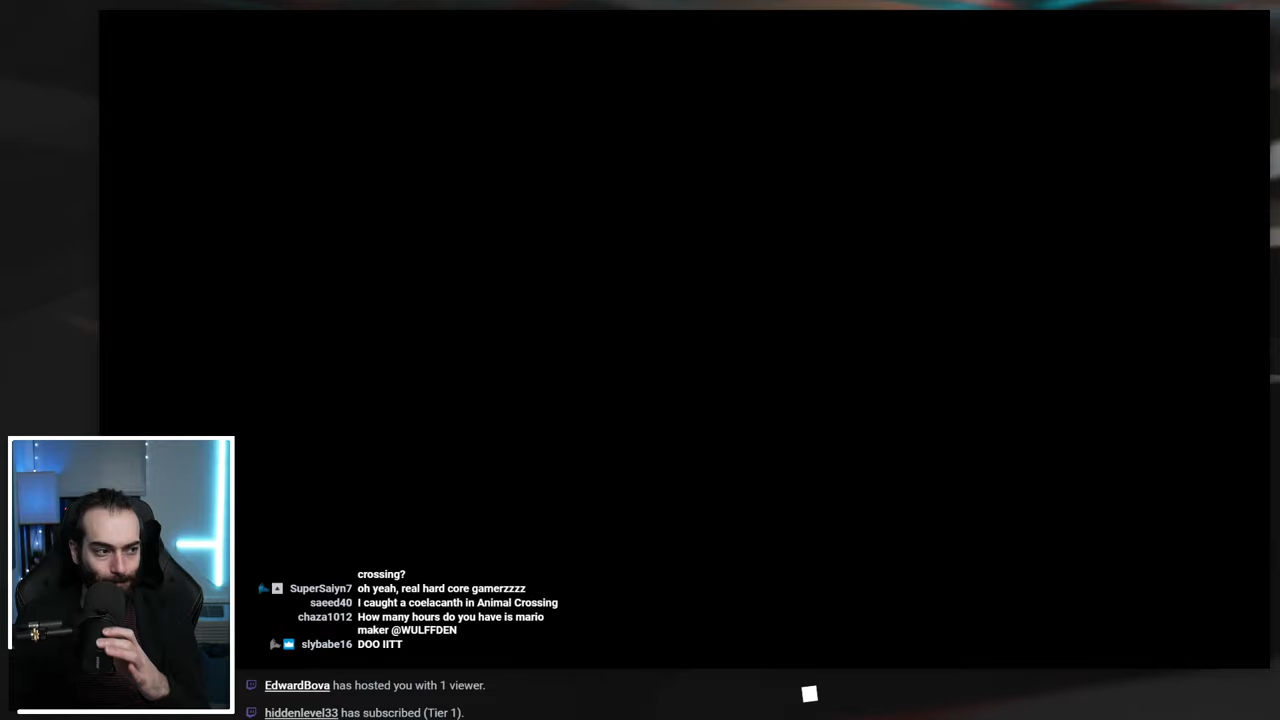 crossing?
SuperSaiyn7 oh yeah, real hard core gamerzzzz
saeed40 I caught a coelacanth in Animal Crossing
chaza1012 How many hours do you have is mario
maker @WULFFDEN
slybabe16 DOO IITT
EdwardBova has hosted you with 1 viewer.
hiddenlevel33 has subscribed (Tier 1).